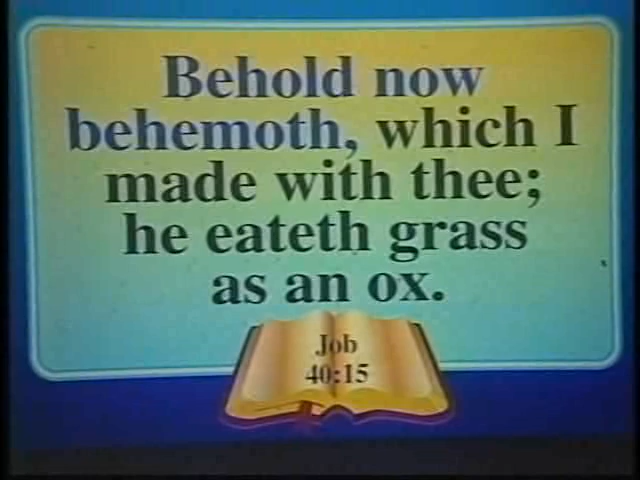 Behold now
behemoth, which I
made with thee;
he eateth grass
as an ox.
Job
40:15